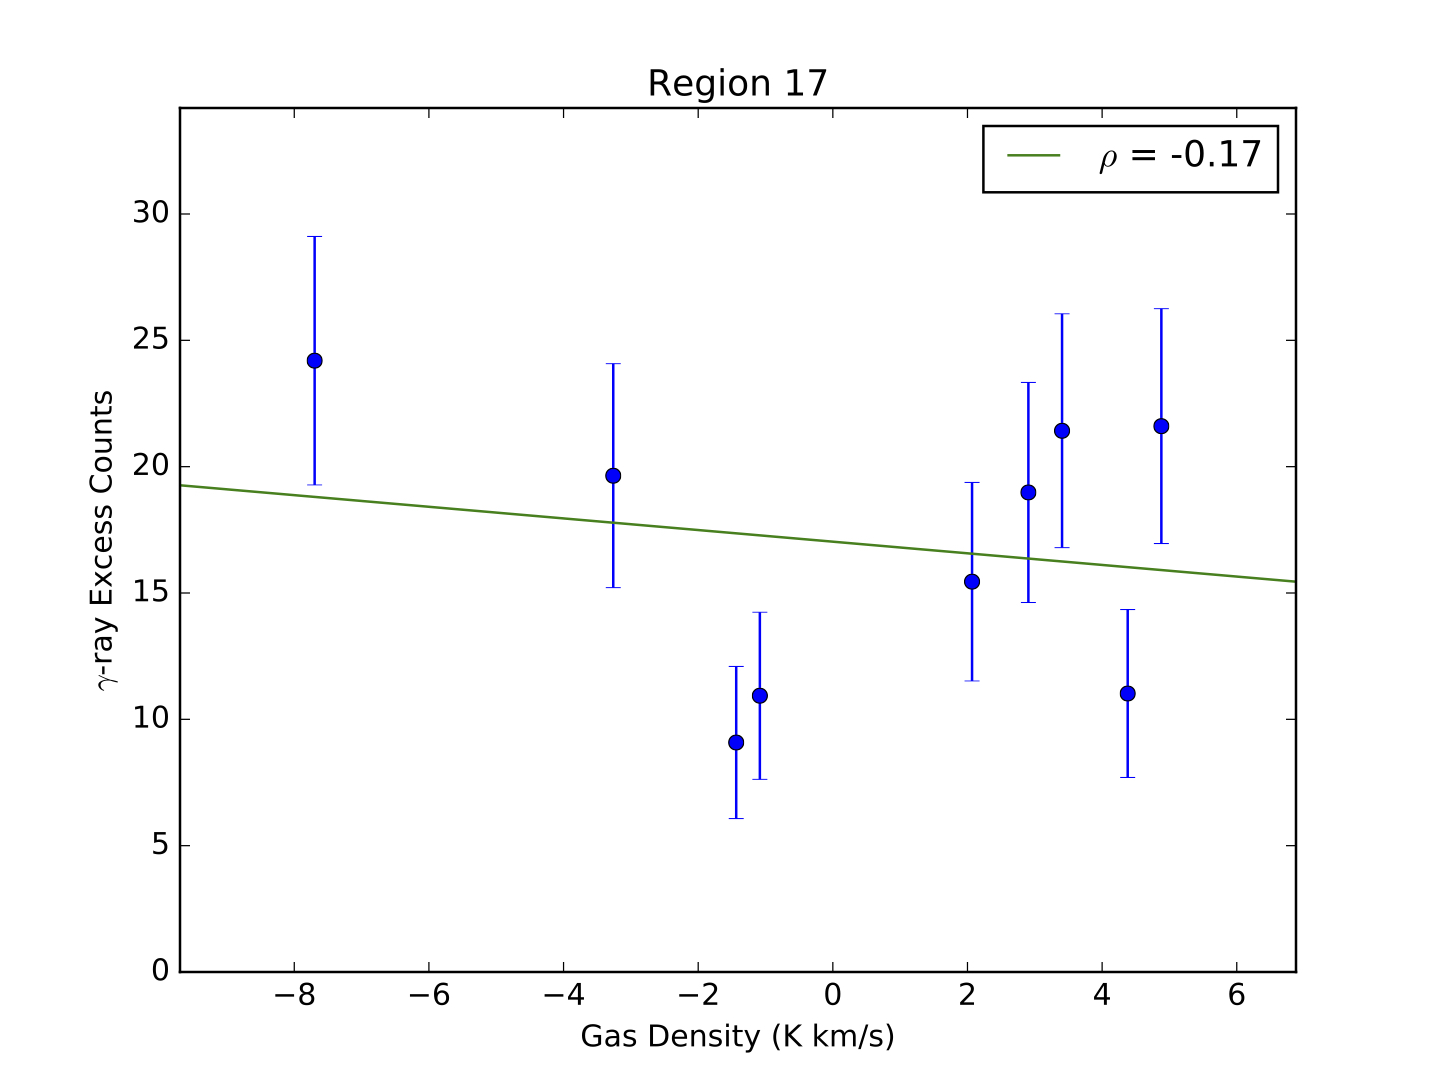 Region 17
ρ = -0.17
30
25
20
15
10
5
0
γ-ray Excess Counts
−8 −6 −4 −2 0 2 4 6
Gas Density (K km/s)